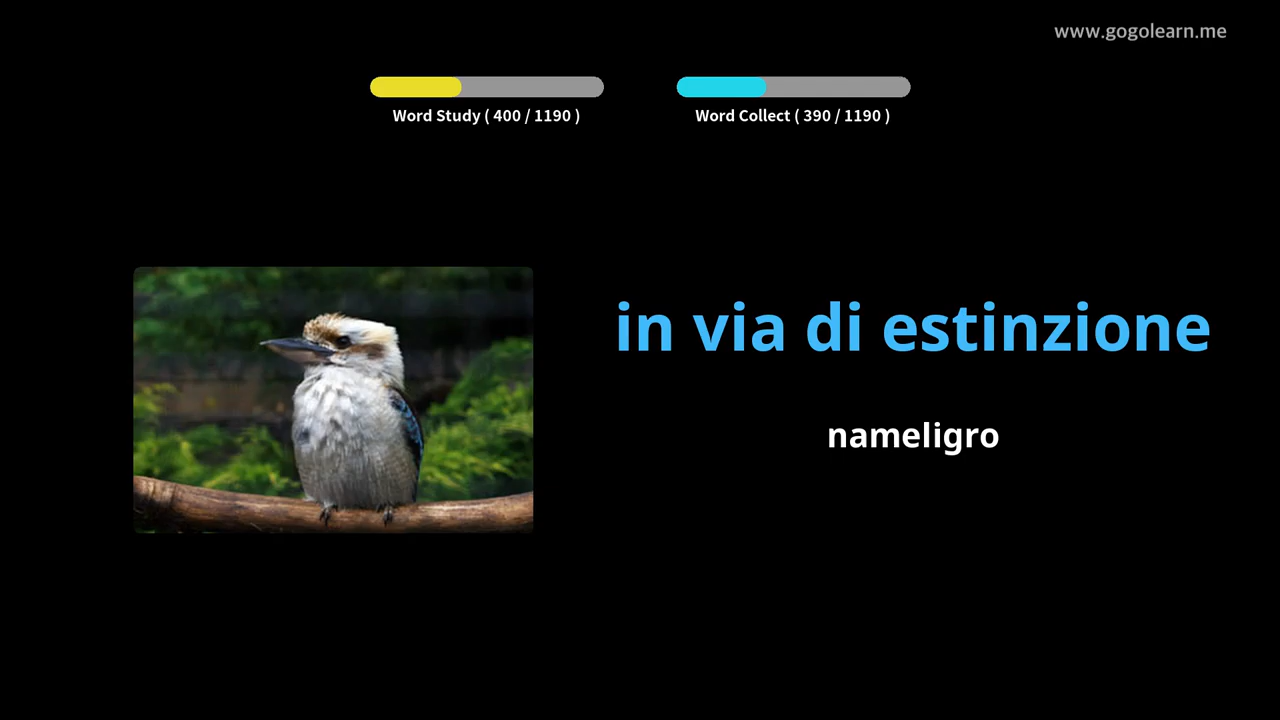 www.gogolearn.me
Word Study ( 400 / 1190 )
Word Collect ( 390 / 1190 )
in via di estinzione
nameligro